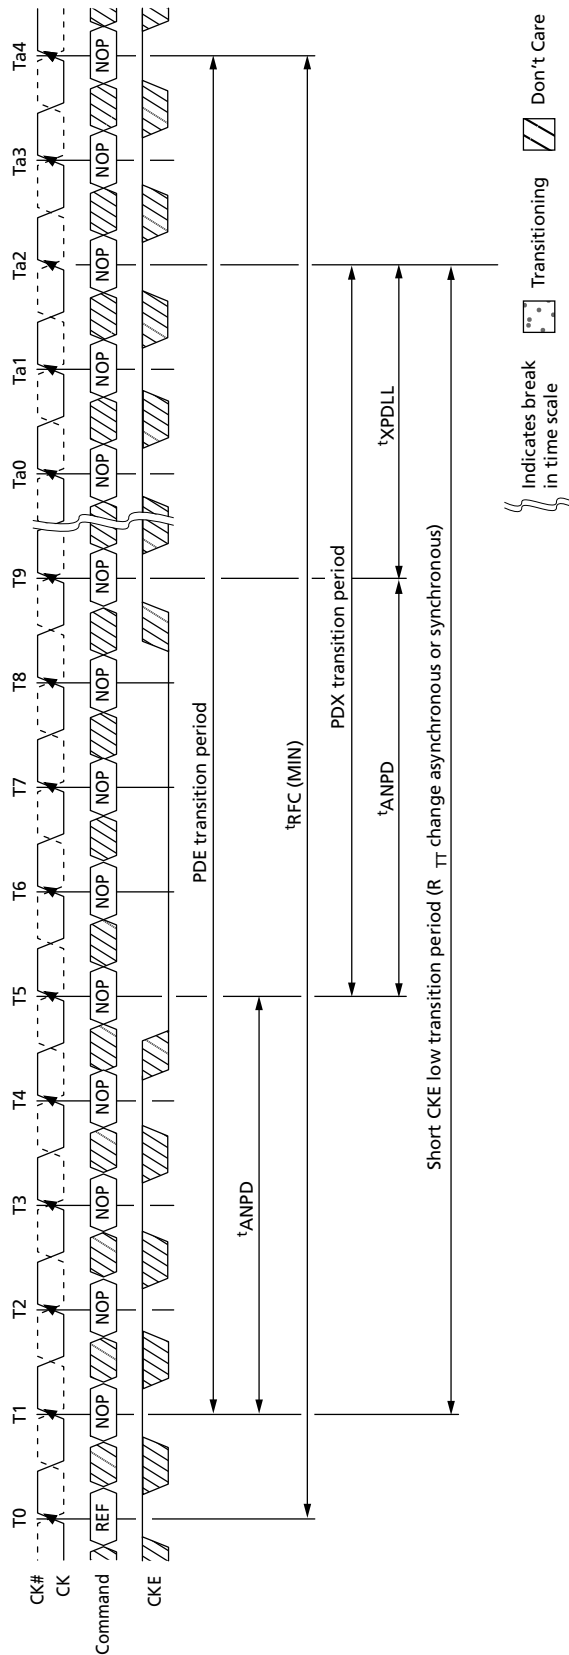 T0 T1 T2 T3 T4 T5 T6 T7 T8 T9 Ta0 Ta1 Ta2 Ta3 Ta4
CK#
CK
Command REF NOP NOP NOP NOP NOP NOP NOP NOP NOP NOP NOP NOP NOP NOP
CKE
PDE transition period
tANPD
tRFC (MIN)
PDX transition period
tANPD tXPDLL
Short CKE low transition period (R TT change asynchronous or synchronous)
Indicates break
in time scale
Transitioning
Don't Care